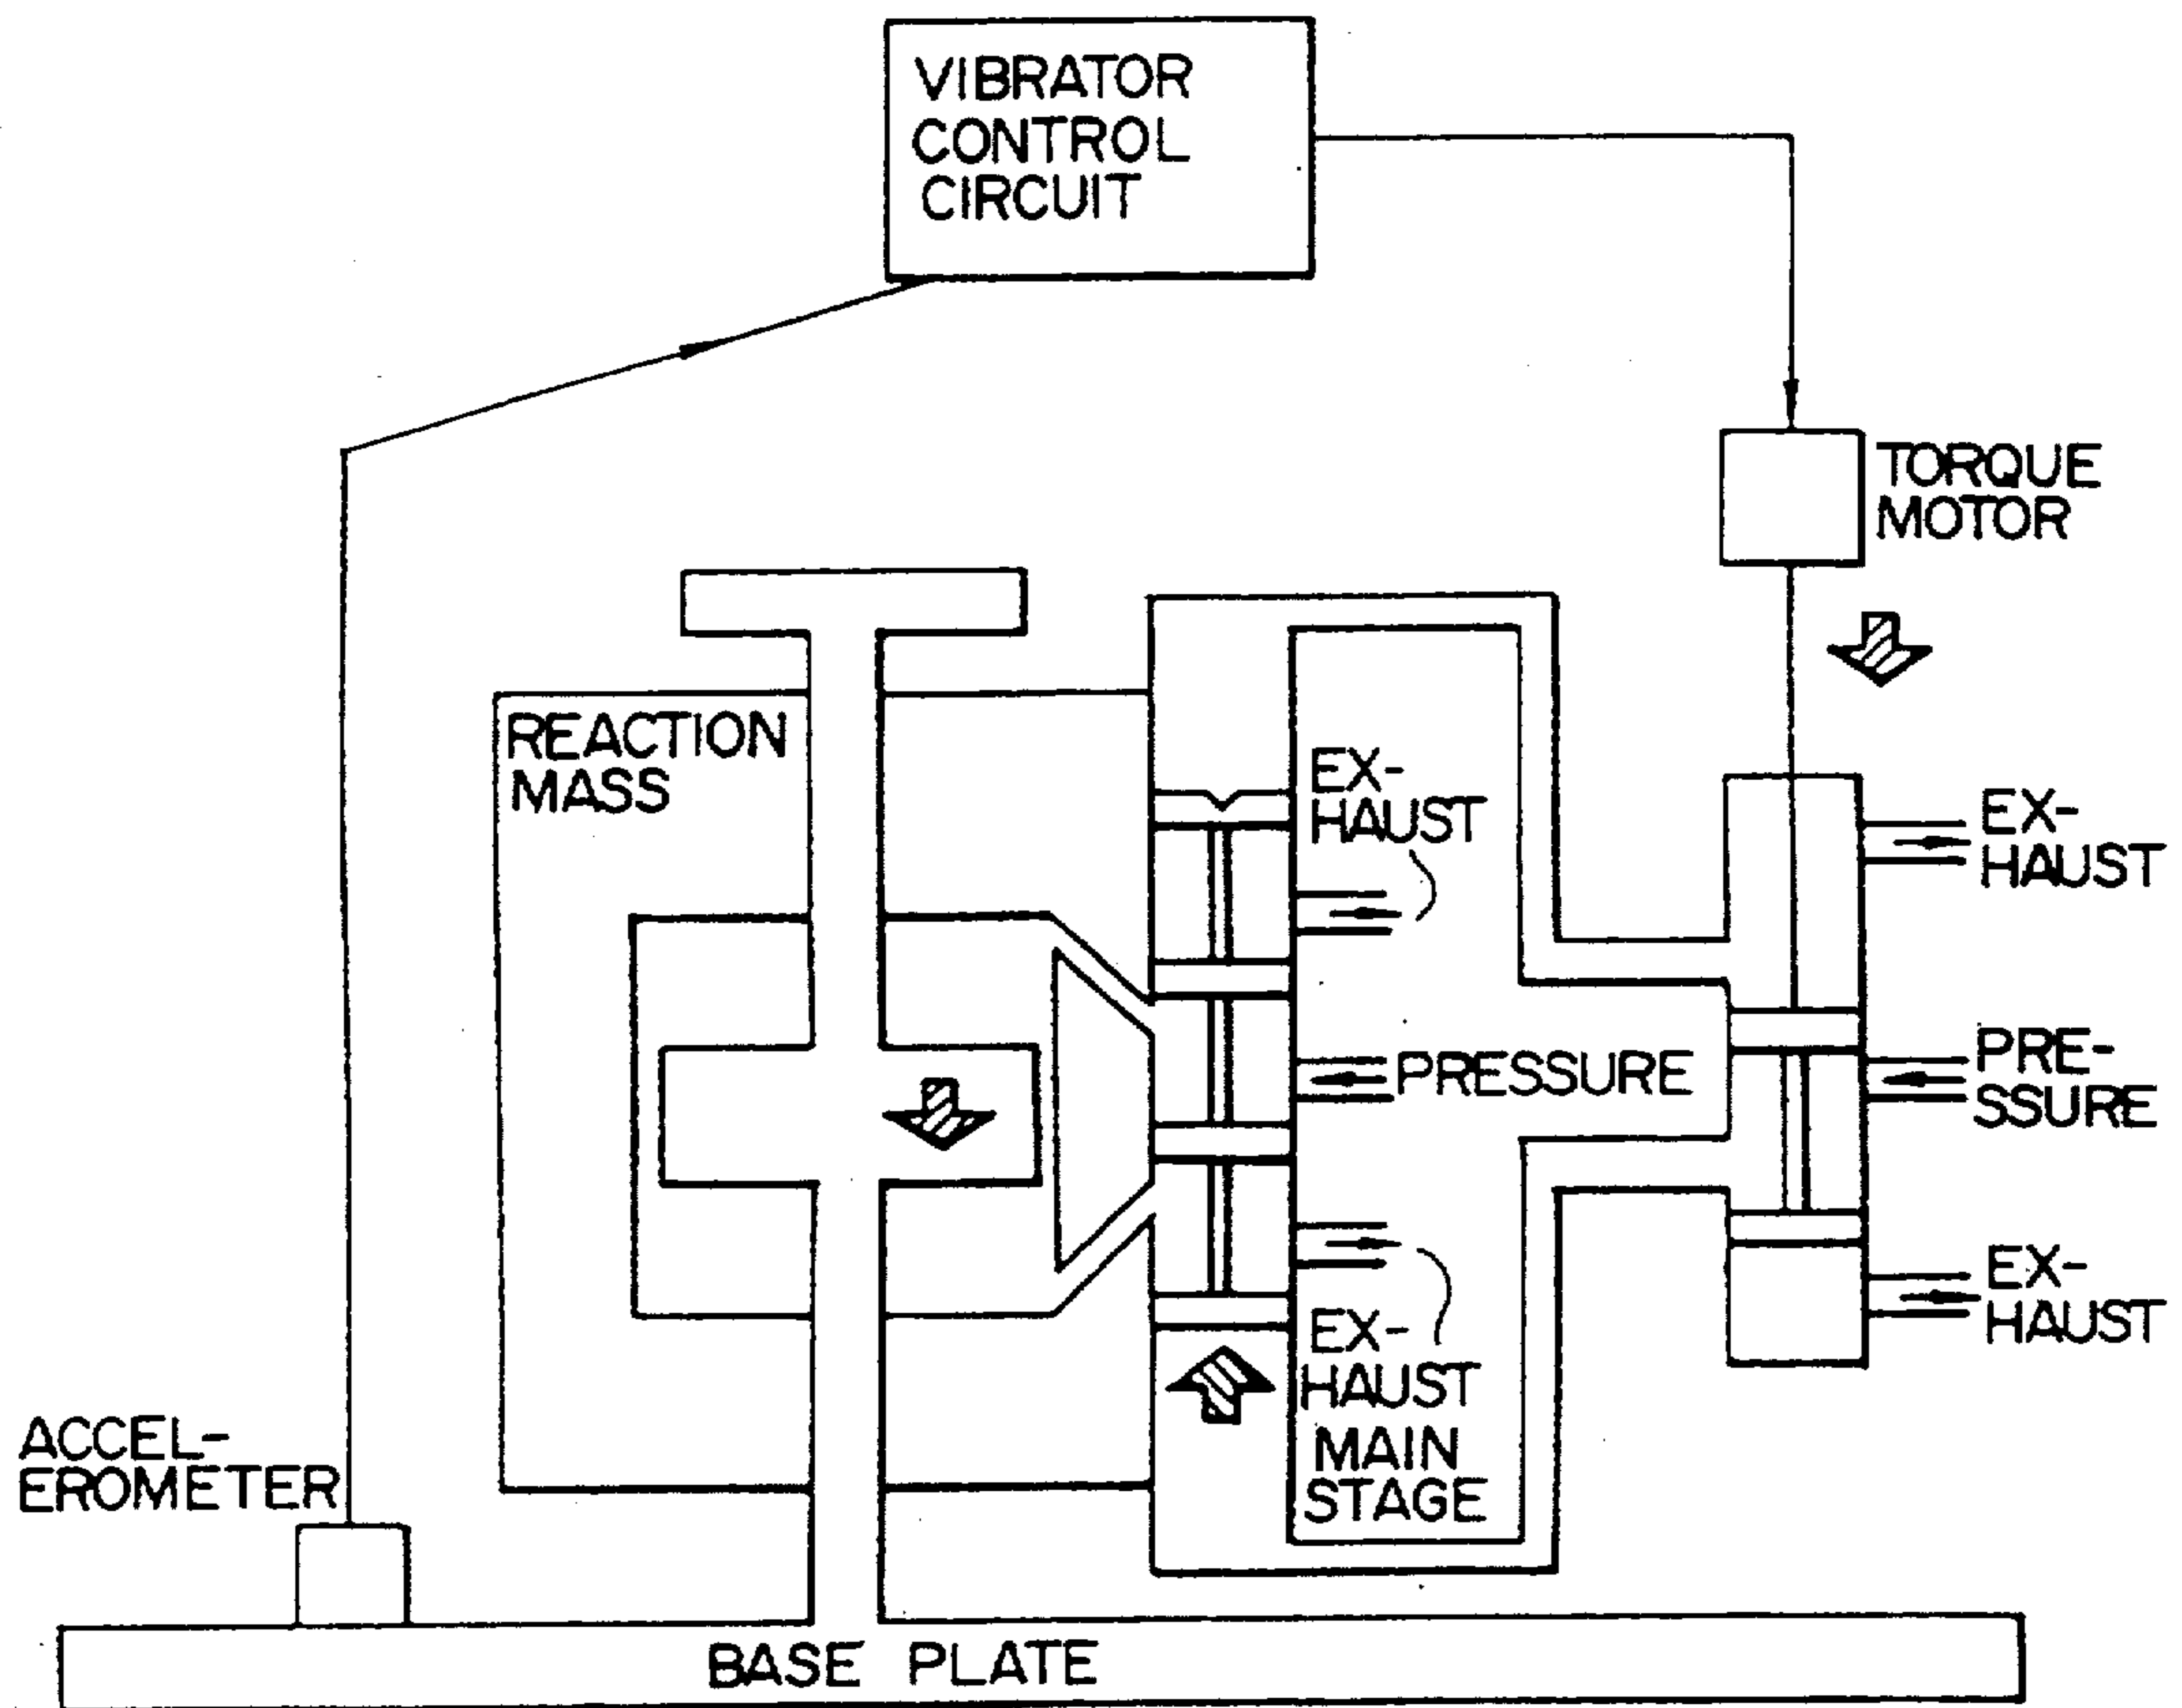 VIBRATOR
CONTROL
CIRCUIT
TORQUE
MOTOR
REACTION
MASS
EX-
HAUST
EX-
HAUST
PRESSURE
PRE-
SSURE
EX-
HAUST
EX-
HAUST
MAIN
STAGE
ACCEL-
EROMETER
BASE PLATE